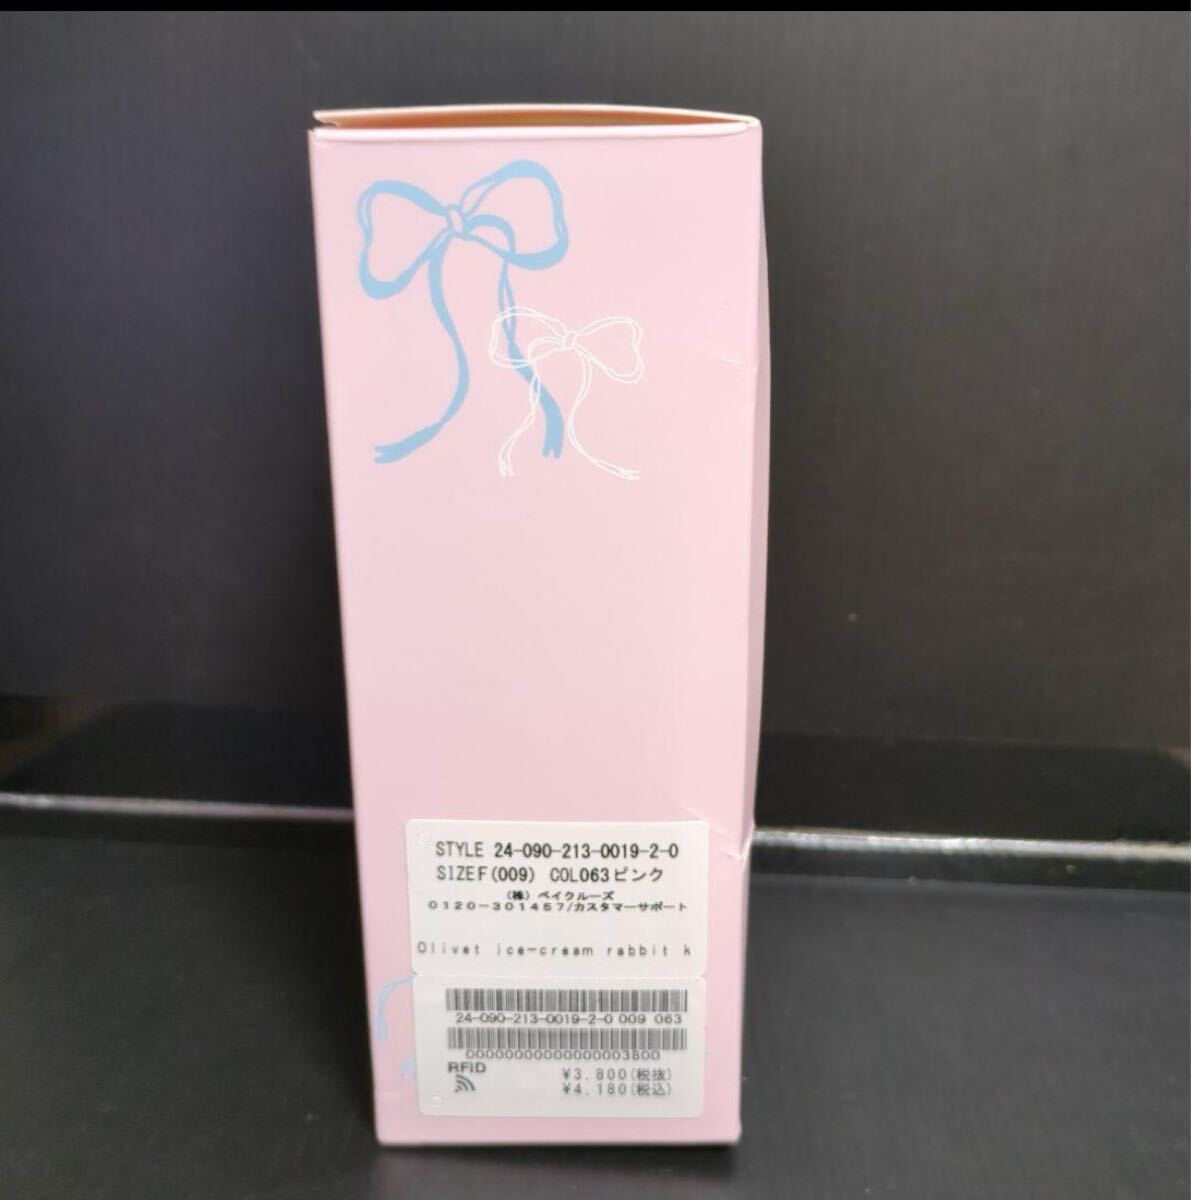 STYLE 24-090-213-0019-2-0
SIZEF(009) COL063ピンク
(株) ベイクルーズ
0120-301457/カスタマーサポート
Olivet ice-cream rabbit k
24-090-213-0019-2-0 009 063
00000000000000003800
RFID
¥3,800(税抜)
¥4,180(税込)